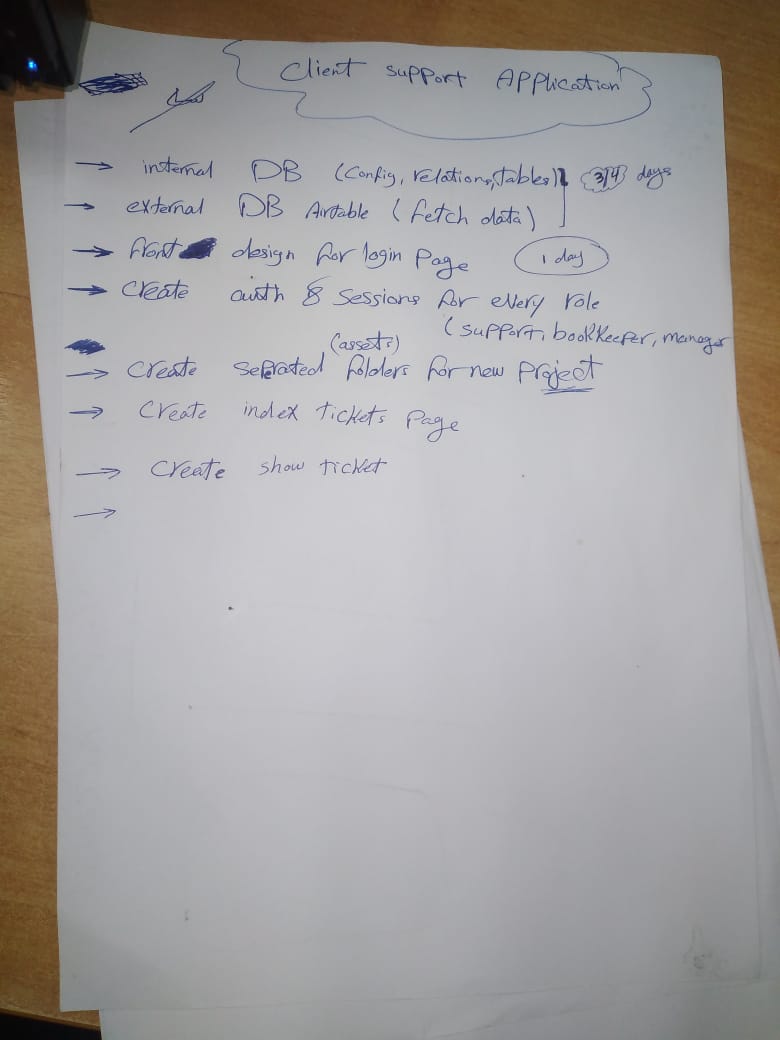 Client support Application
→ internal DB (Config, relations, tables) 3/4 days
→ external DB Airtable (fetch data)
→ front design for login page 1 day
→ Create auth & sessions for every role
(support, bookkeeper, manager
(assets)
→ create seprated folders for new project
→ Create index tickets page
→ Create show ticket
→